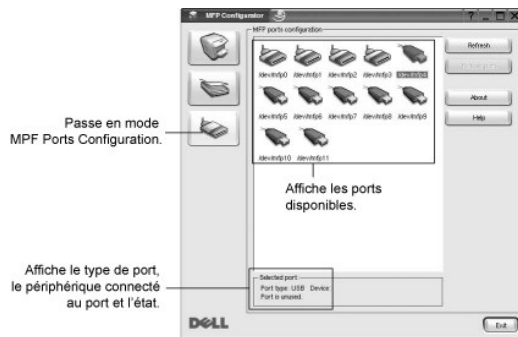 MFP Configurator
MFP ports configuration
/dev/mfp0 /dev/mfp1 /dev/mfp2 /dev/mfp3 /dev/mfp4
/dev/mfp5 /dev/mfp6 /dev/mfp7 /dev/mfp8 /dev/mfp9
/dev/mfp10 /dev/mfp11
Refresh
About
Help
Passe en mode
MPF Ports Configuration.
Affiche les ports
disponibles.
Affiche le type de port,
le périphérique connecté
au port et l'état.
Selected port:
Port type: USB Device:
Port is unused.
DELL
Exit